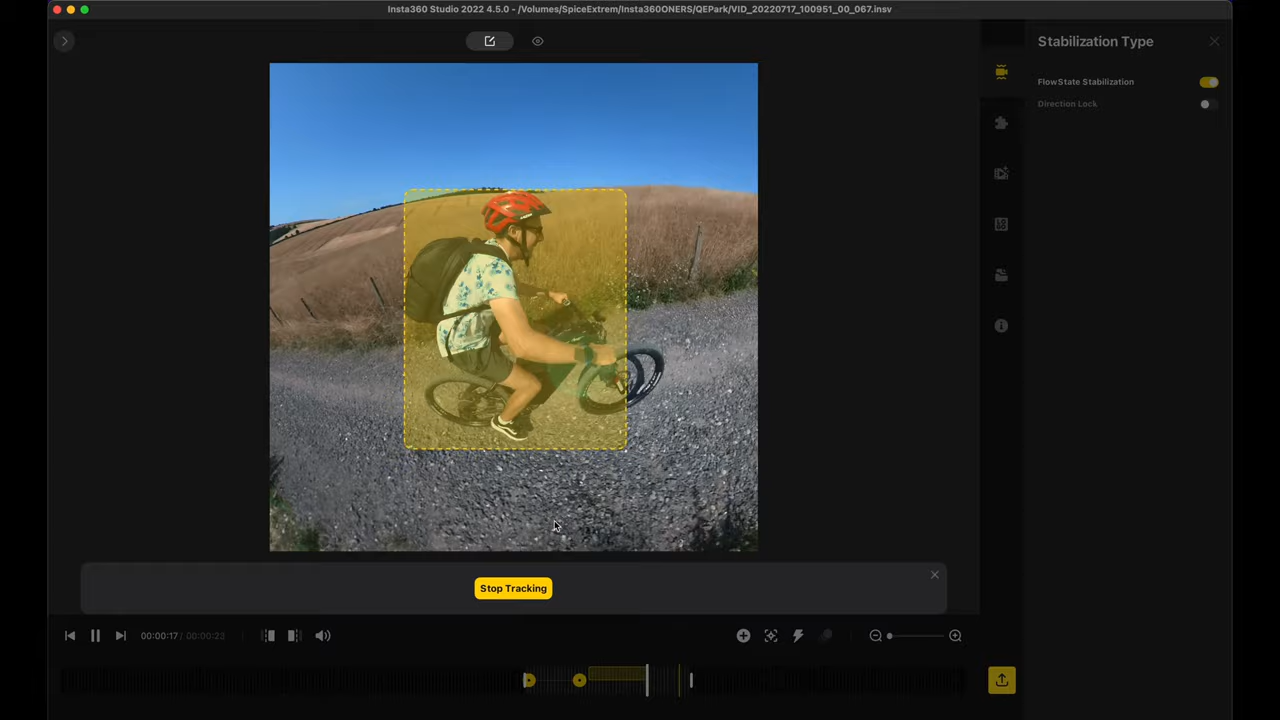 Insta360 Studio 2022 4.5.0 - /Volumes/SpiceExtrem/Insta360ONERS/QEPark/VID_20220717_100951_00_067.insv
Stabilization Type
FlowState Stabilization
Direction Lock
Stop Tracking
00:00:17 / 00:00:23